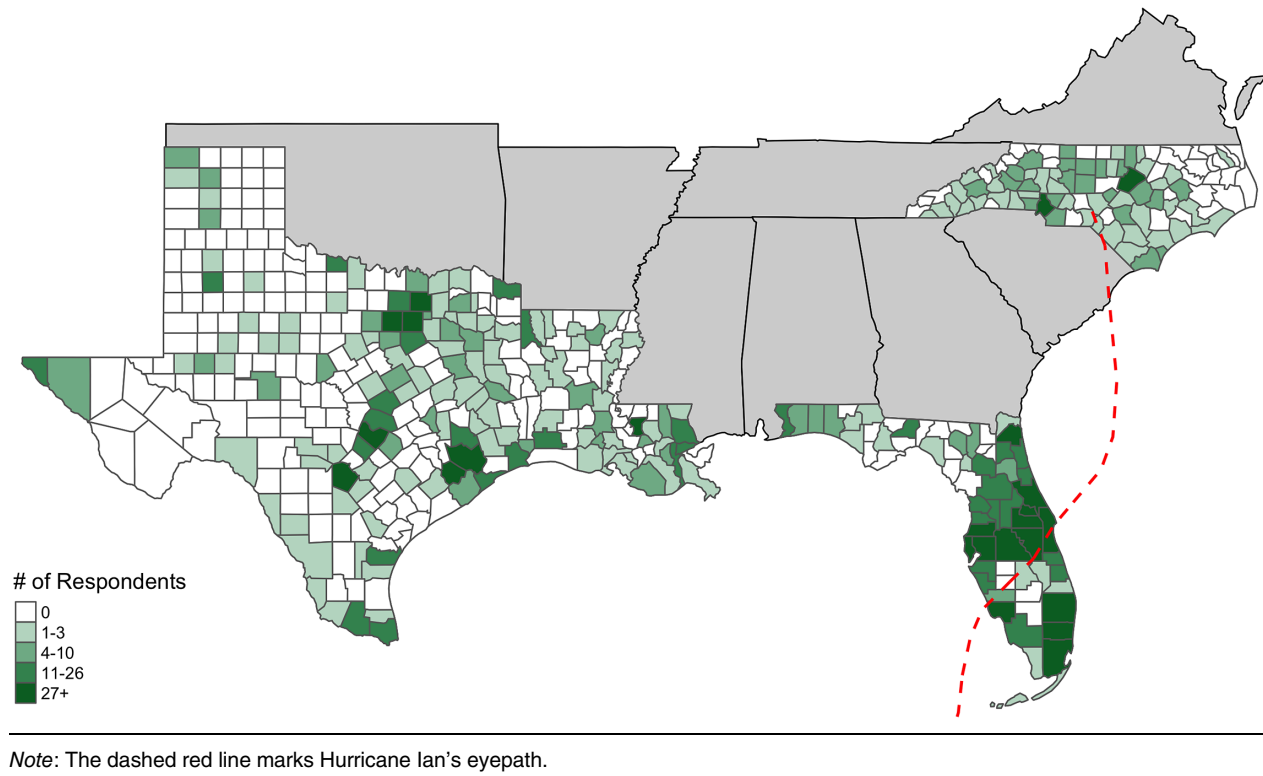 # of Respondents
0
1-3
4-10
11-26
27+
Note: The dashed red line marks Hurricane Ian's eyepath.